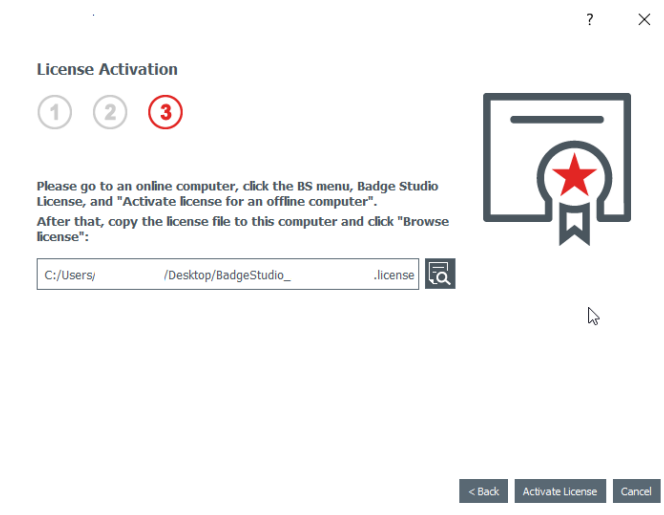 ?
License Activation
1 2 3
Please go to an online computer, click the BS menu, Badge Studio
License, and "Activate license for an offline computer".
After that, copy the license file to this computer and click "Browse
license":
C:/Users/ /Desktop/BadgeStudio_ .license
< Back Activate License Cancel